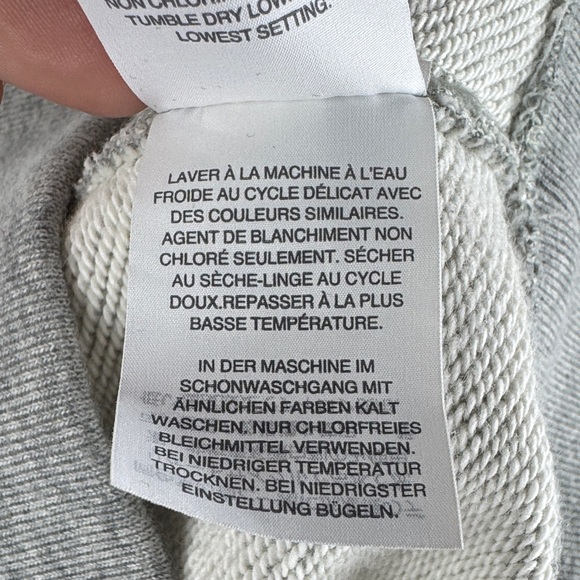 NON CHLORIN
TUMBLE DRY LOW
LOWEST SETTING.
LAVER À LA MACHINE À L'EAU
FROIDE AU CYCLE DÉLICAT AVEC
DES COULEURS SIMILAIRES.
AGENT DE BLANCHIMENT NON
CHLORÉ SEULEMENT. SÉCHER
AU SÈCHE-LINGE AU CYCLE
DOUX.REPASSER À LA PLUS
BASSE TEMPÉRATURE.
IN DER MASCHINE IM
SCHONWASCHGANG MIT
ÄHNLICHEN FARBEN KALT
WASCHEN. NUR CHLORFREIES
BLEICHMITTEL VERWENDEN.
BEI NIEDRIGER TEMPERATUR
TROCKNEN. BEI NIEDRIGSTER
EINSTELLUNG BÜGELN.